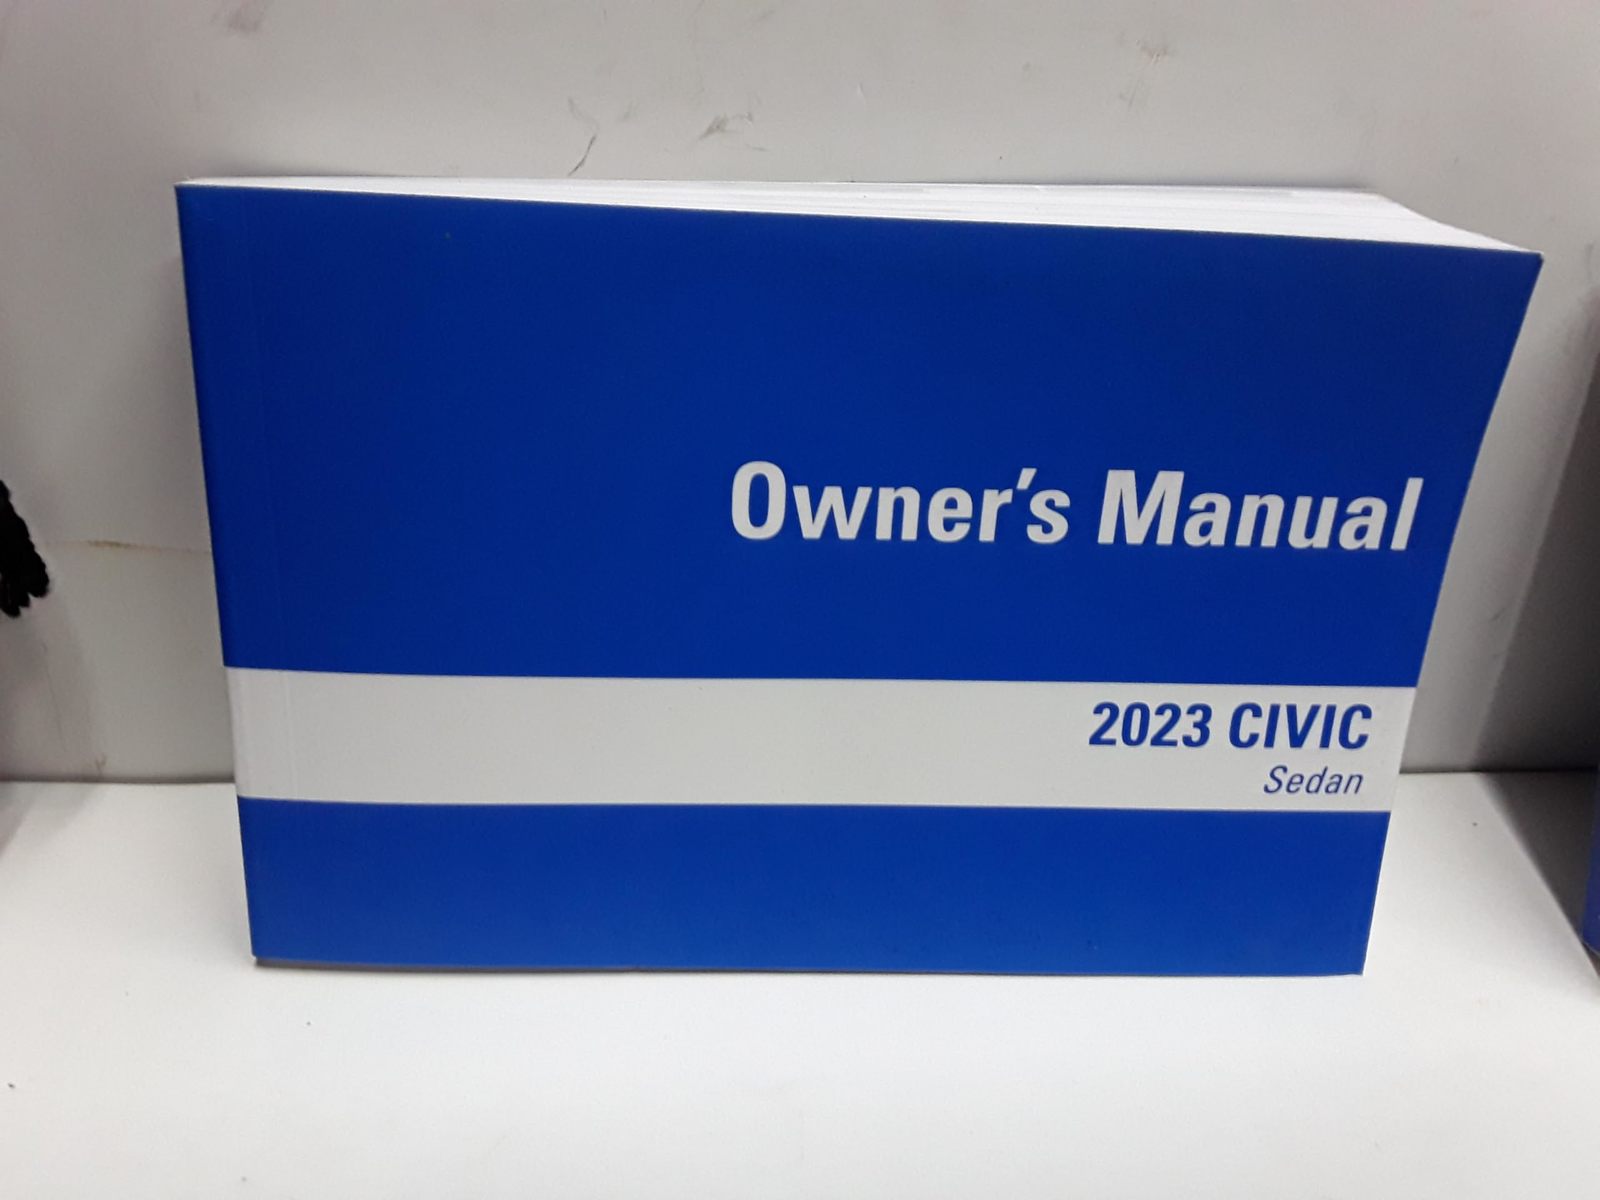 Owner's Manual
2023 CIVIC
Sedan